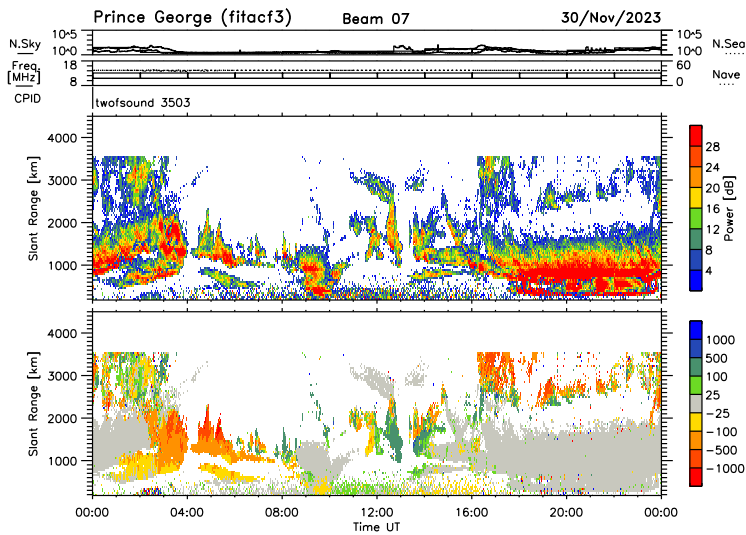 Prince George (fitacf3) Beam 07 30/Nov/2023
10^5 10^5
N.Sky N.Sea
10^0 10^0
18 60
Freq. Nave
[MHz]
8 0
CPID
twofsound 3503
4000
3000
2000
1000
Slant Range [km]
28
24
20
16
12
8
4
Power [dB]
4000
3000
2000
1000
Slant Range [km]
1000
500
100
25
-25
-100
-500
-1000
00:00 04:00 08:00 12:00 16:00 20:00 00:00
Time UT